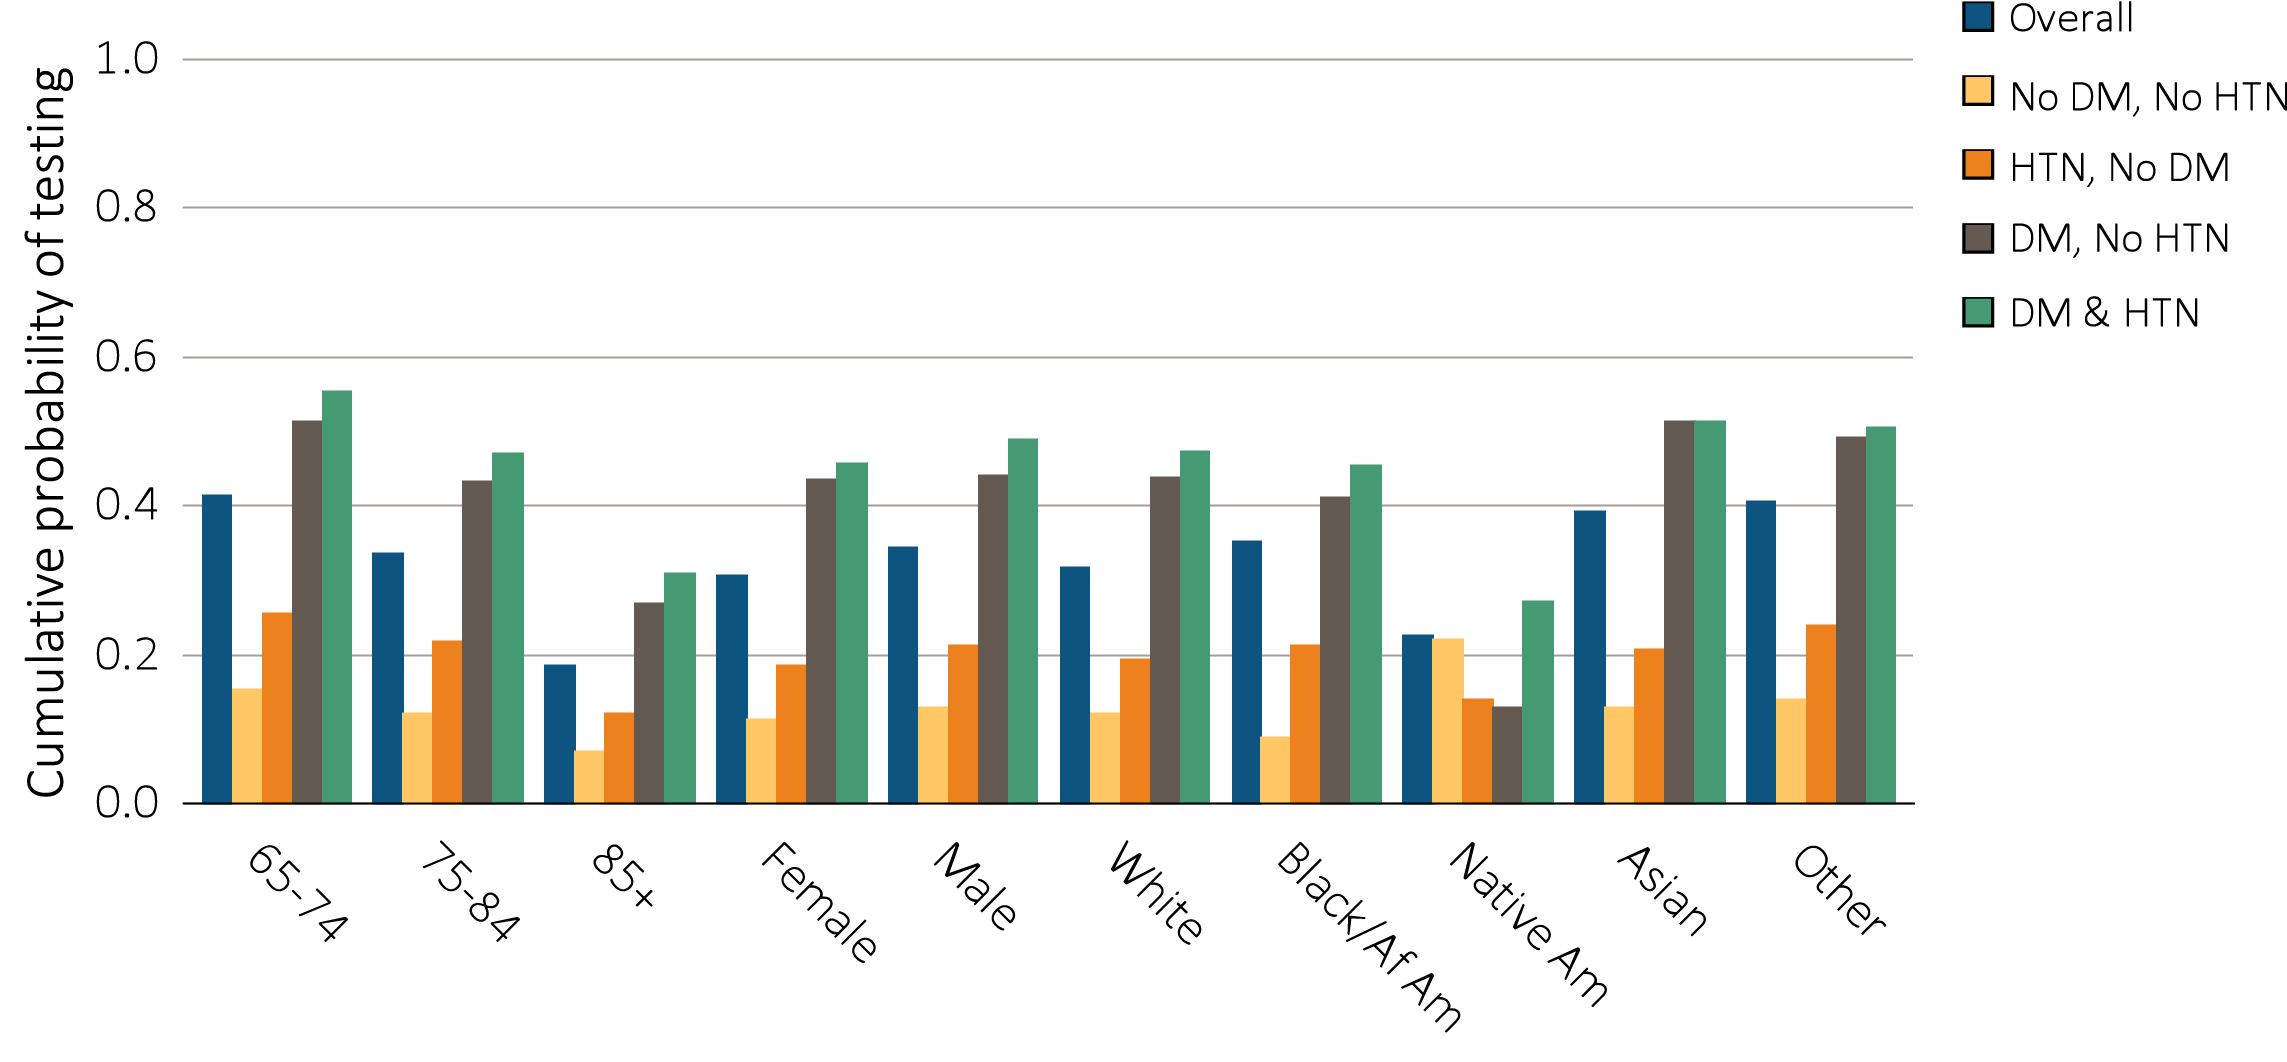 Cumulative probability of testing
1.0
0.8
0.6
0.4
0.2
0.0
65-74
75-84
85+
Female
Male
White
Black/Af Am
Native Am
Asian
Other
Overall
No DM, No HTN
HTN, No DM
DM, No HTN
DM & HTN